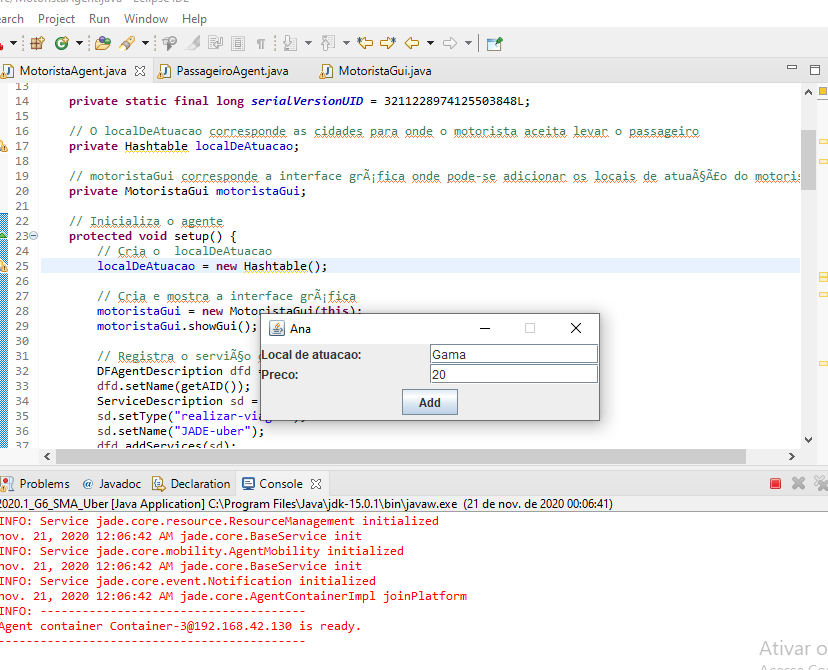 earch Project Run Window Help
MotoristaAgent.java PassageiroAgent.java MotoristaGui.java
13
14 private static final long serialVersionUID = 3211228974125503848L;
15
16 // O localDeAtuacao corresponde as cidades para onde o motorista aceita levar o passageiro
17 private Hashtable localDeAtuacao;
18
19 // motoristaGui corresponde a interface grÃ¡fica onde pode-se adicionar os locais de atuaÃ§Ã£o do motoris
20 private MotoristaGui motoristaGui;
21
22 // Inicializa o agente
23 protected void setup() {
24 // Cria o localDeAtuacao
25 localDeAtuacao = new Hashtable();
26
27 // Cria e mostra a interface grÃ¡fica
28 motoristaGui = new MotoristaGui(this);
29 motoristaGui.showGui();
30
31 // Registra o serviÃ§o
32 DFAgentDescription dfd
33 dfd.setName(getAID());
34 ServiceDescription sd =
35 sd.setType("realizar-viag
36 sd.setName("JADE-uber");
37 dfd.addServices(sd);
Ana
Local de atuacao: Gama
Preco: 20
Add
Problems @ Javadoc Declaration Console
2020.1_G6_SMA_Uber [Java Application] C:\Program Files\Java\jdk-15.0.1\bin\javaw.exe (21 de nov. de 2020 00:06:41)
INFO: Service jade.core.resource.ResourceManagement initialized
nov. 21, 2020 12:06:42 AM jade.core.BaseService init
INFO: Service jade.core.mobility.AgentMobility initialized
nov. 21, 2020 12:06:42 AM jade.core.BaseService init
INFO: Service jade.core.event.Notification initialized
nov. 21, 2020 12:06:42 AM jade.core.AgentContainerImpl joinPlatform
INFO: --------------------------------------
Agent container Container-3@192.168.42.130 is ready.
--------------------------------------------
Ativar o